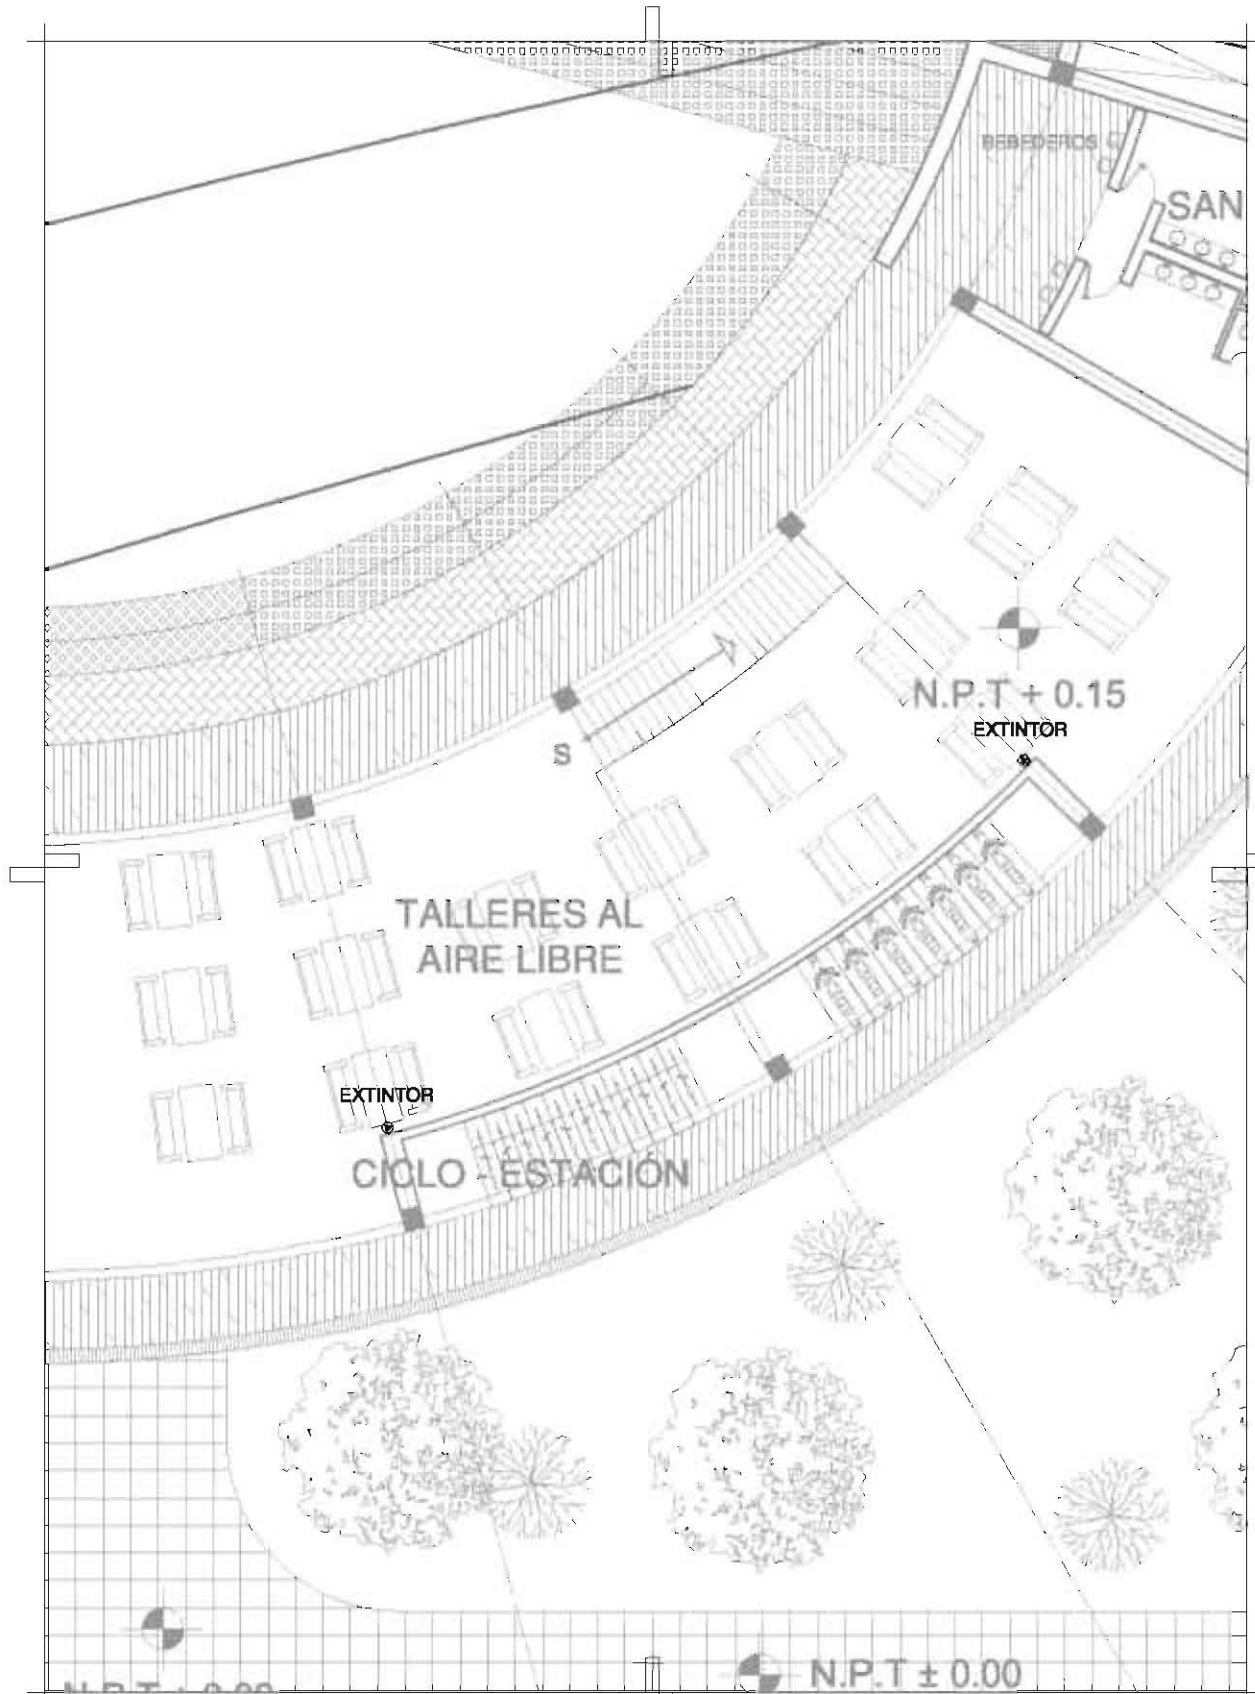 BEBEDEROS
SAN
N.P.T + 0.15
EXTINTOR
S
TALLERES AL
AIRE LIBRE
EXTINTOR
CICLO - ESTACIÓN
N.P.T ± 0.00